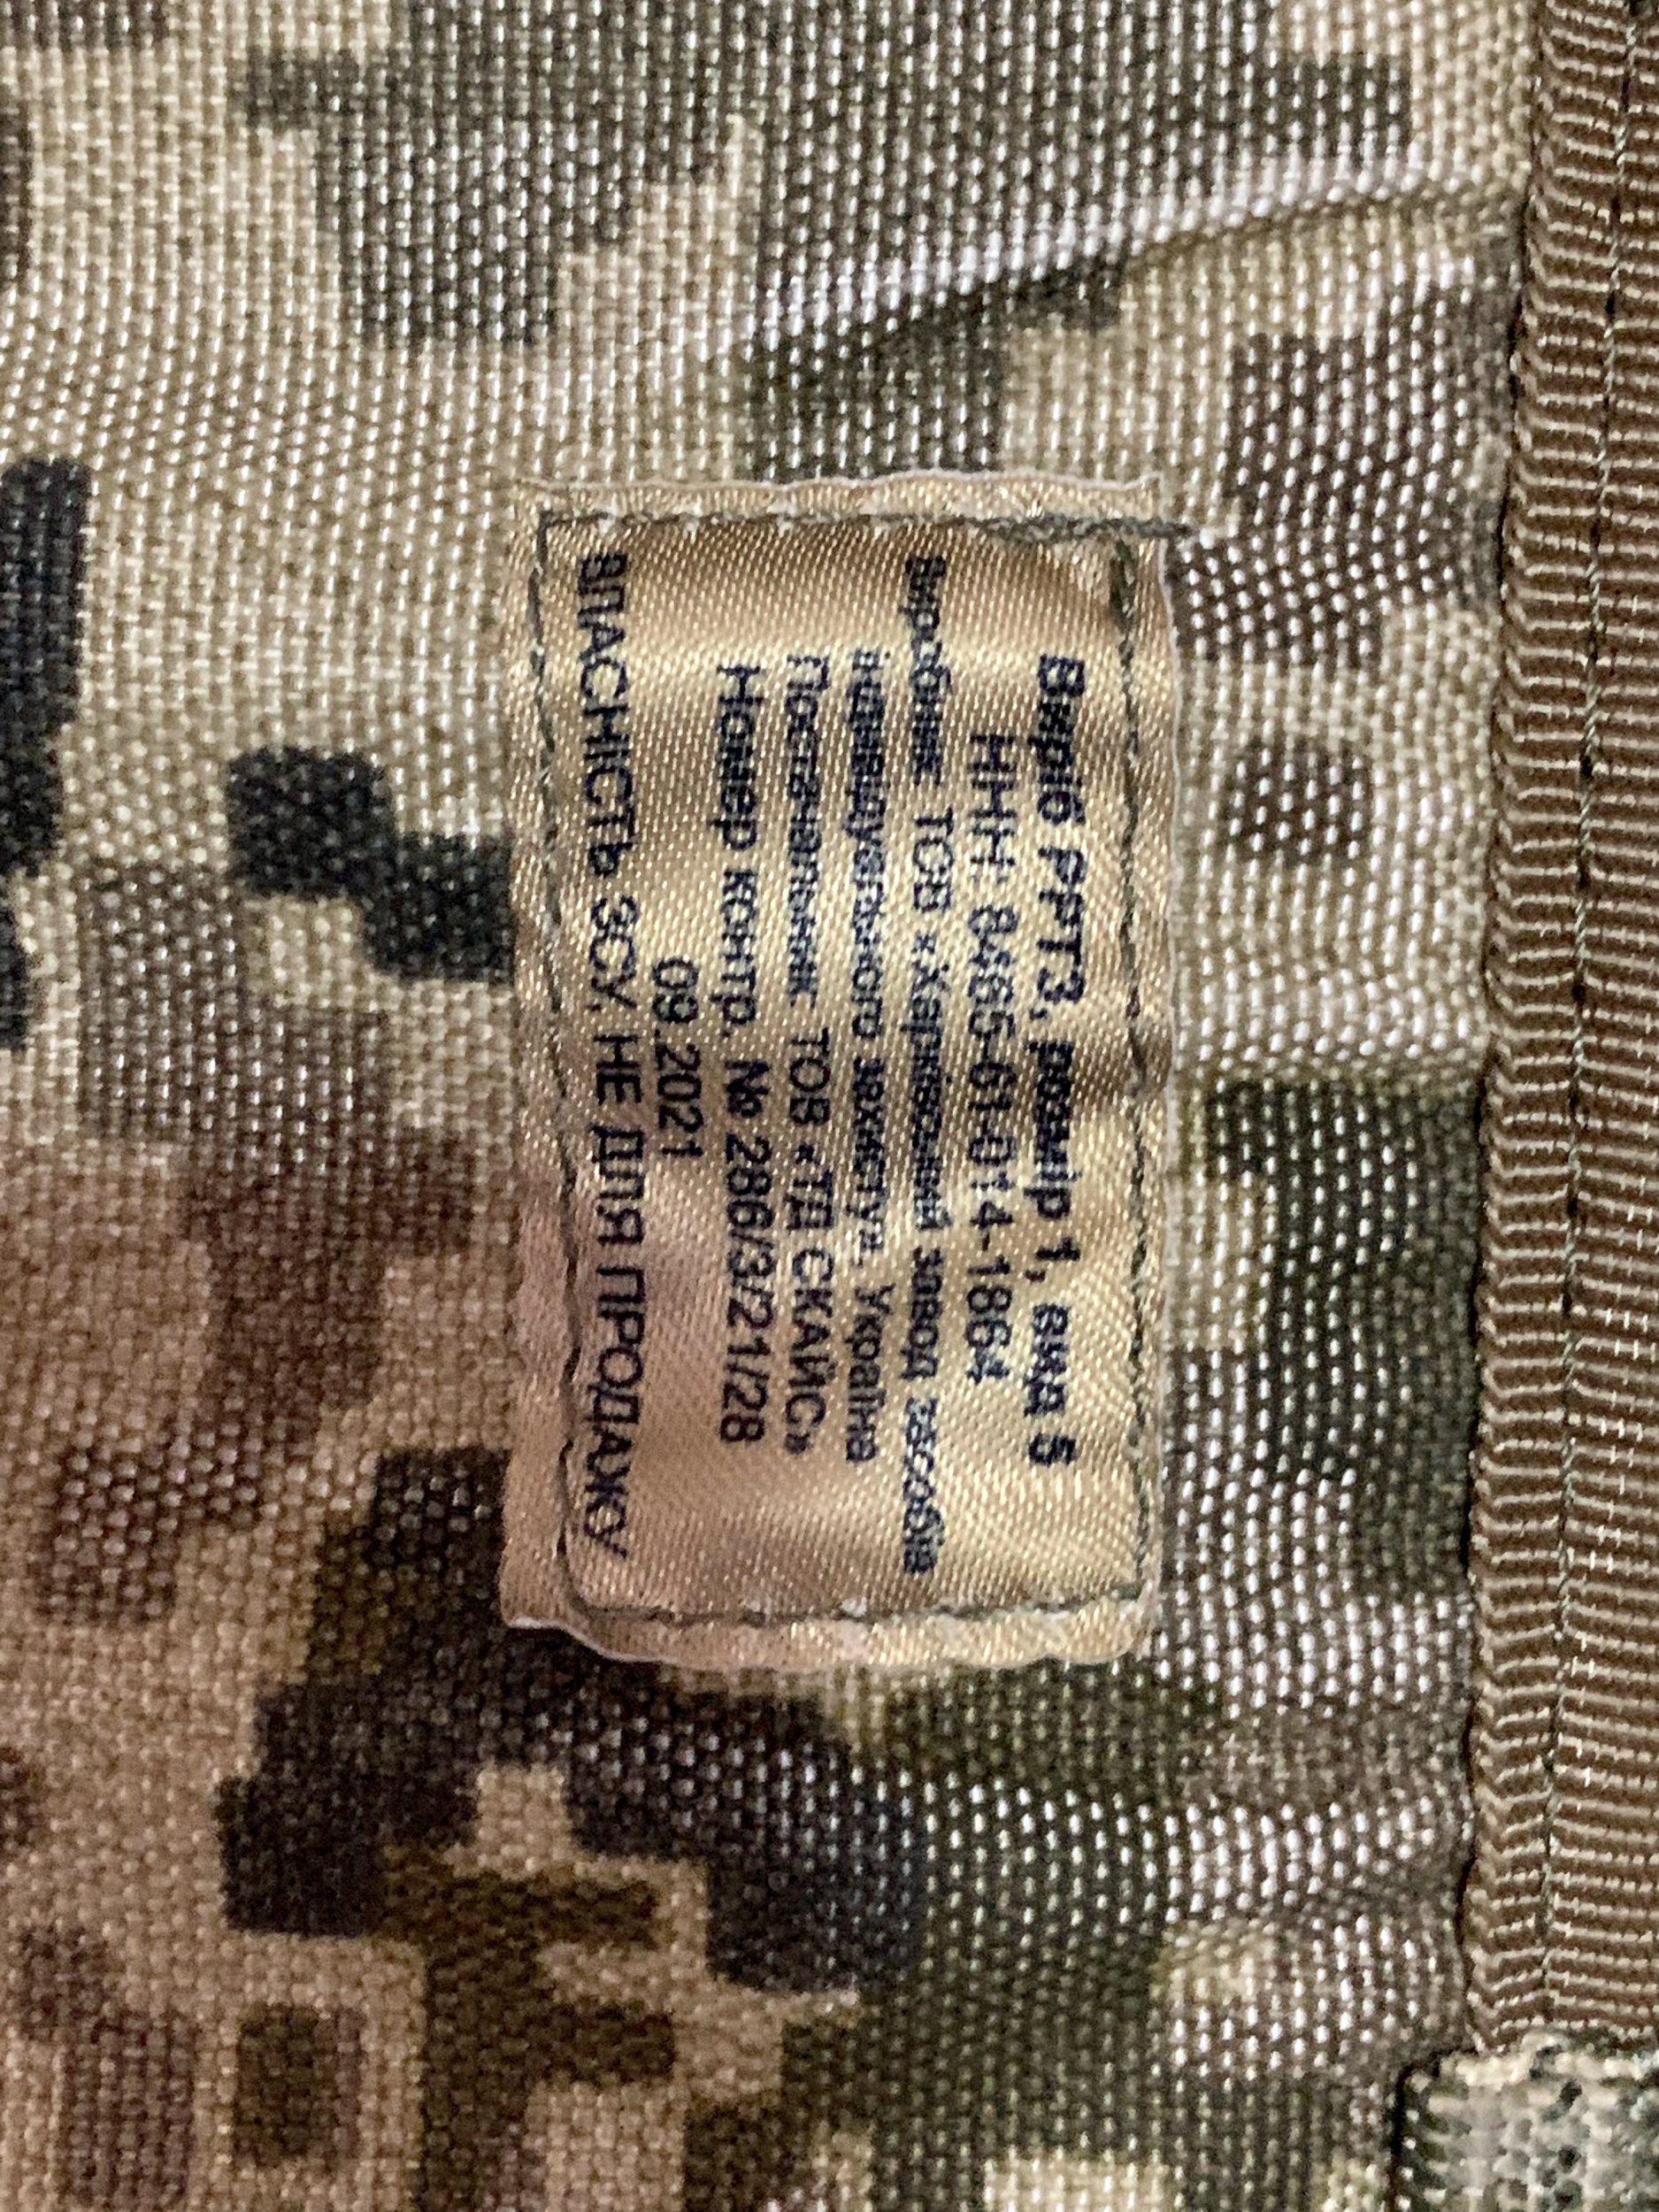 Виріб РРТЗ, розмір 1, вид 5
ННН: 8465-61-014-1864
Виробник ТОВ «Харківський завод засобів
індивідуального захисту", Україна
Постачальник ТОВ «ТД СКАЙС»
Номер контр. № 286/3/21/28
09.2021
ВЛАСНІСТЬ ЗСУ, НЕ ДЛЯ ПРОДАЖУ